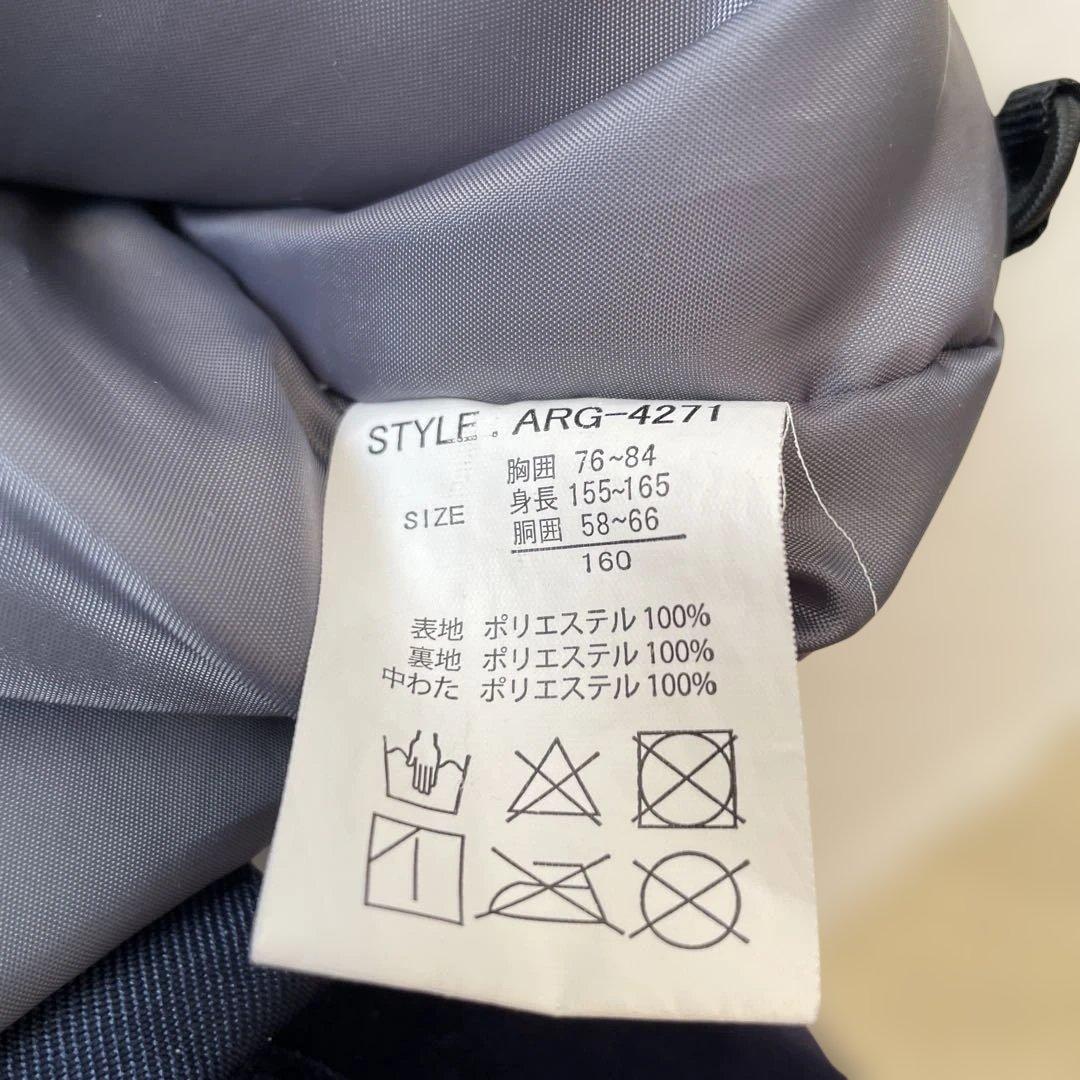 STYLE : ARG-4271
胸囲 76~84
身長 155~165
SIZE 胴囲 58~66
160
表地 ポリエステル 100%
裏地 ポリエステル 100%
中わた ポリエステル 100%